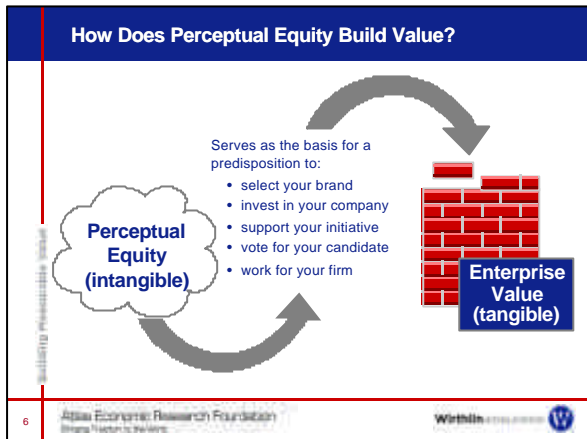 How Does Perceptual Equity Build Value?
Serves as the basis for a
predisposition to:
• select your brand
• invest in your company
• support your initiative
• vote for your candidate
• work for your firm
Perceptual
Equity
(intangible)
Enterprise
Value
(tangible)
Building Value
6
Atlas Economic Research Foundation
Wirthlin
W